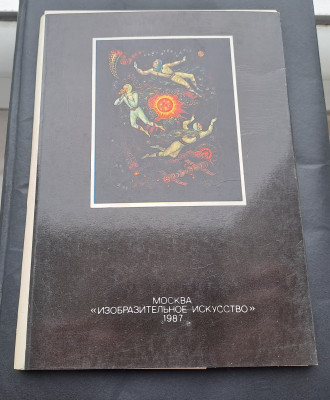 МОСКВА
«ИЗОБРАЗИТЕЛЬНОЕ ИСКУССТВО»
1987